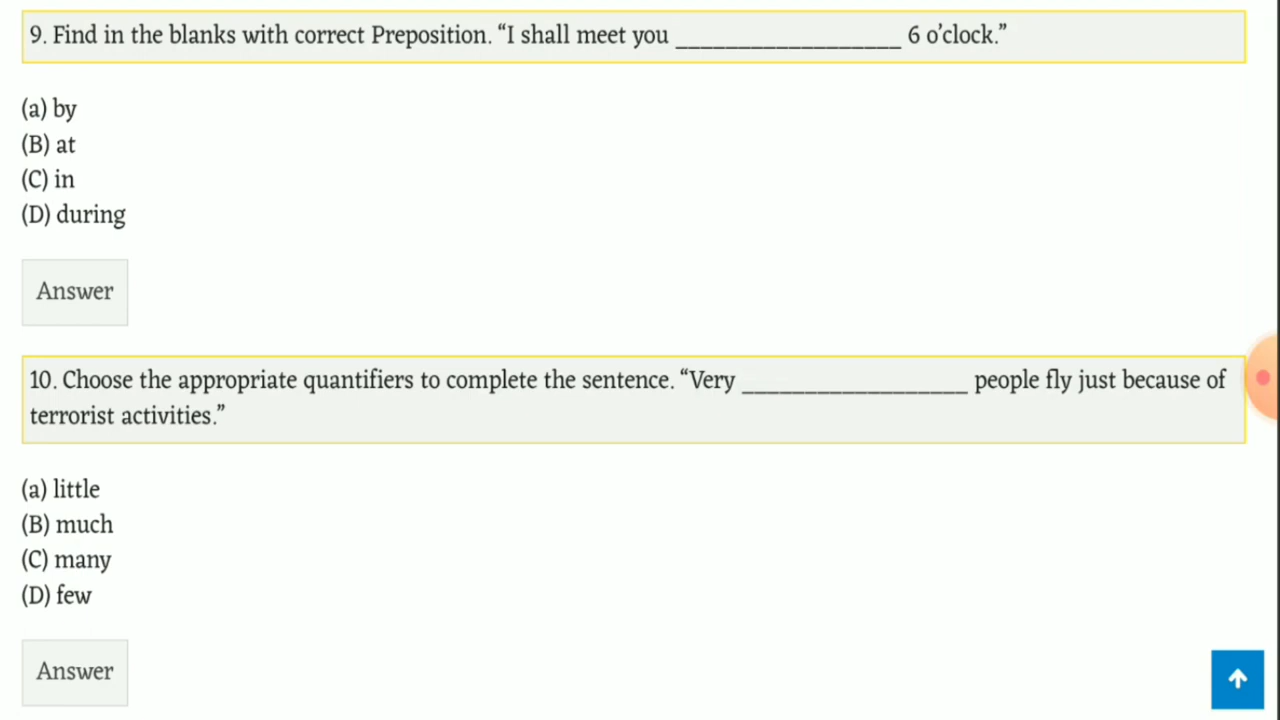 9. Find in the blanks with correct Preposition. “I shall meet you __________________ 6 o’clock.”
(a) by
(B) at
(C) in
(D) during
Answer
10. Choose the appropriate quantifiers to complete the sentence. “Very __________________ people fly just because of
terrorist activities.”
(a) little
(B) much
(C) many
(D) few
Answer